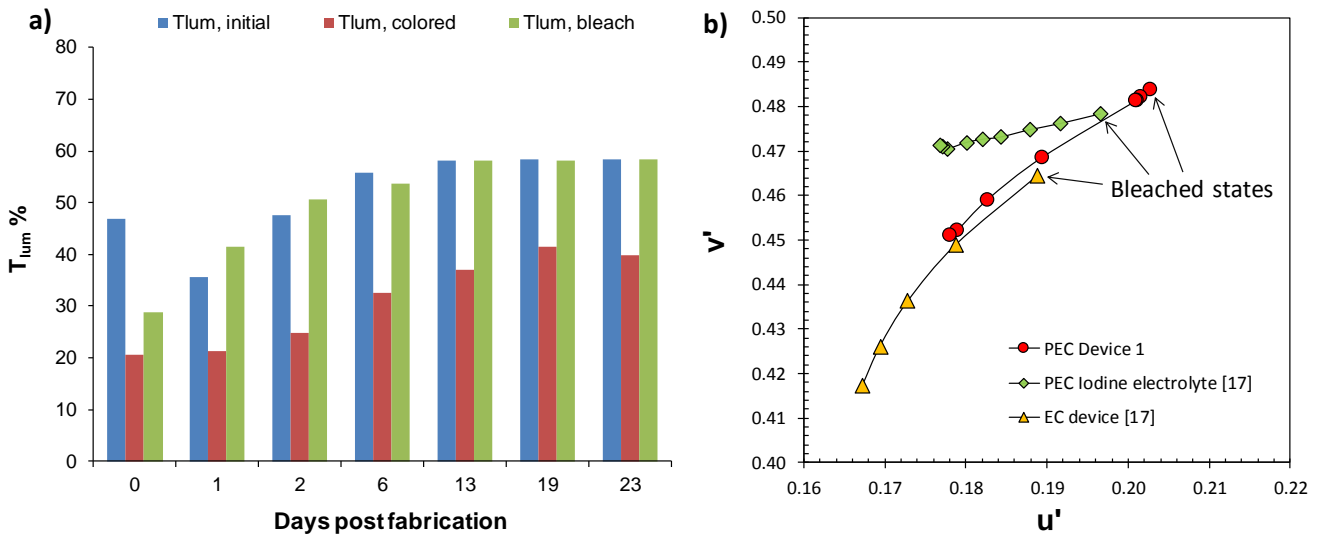 a)
Tlum, initial
Tlum, colored
Tlum, bleach
80
70
60
50
40
30
20
10
0
Tlum %
0 1 2 6 13 19 23
Days post fabrication
b)
0.50
0.49
0.48
0.47
0.46
0.45
0.44
0.43
0.42
0.41
0.40
v'
Bleached states
PEC Device 1
PEC Iodine electrolyte [17]
EC device [17]
0.16 0.17 0.18 0.19 0.20 0.21 0.22
u'